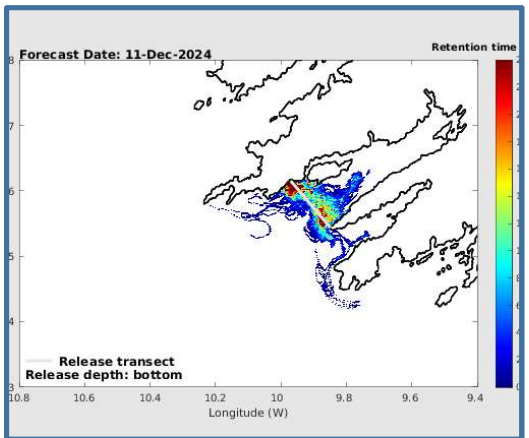 Forecast Date: 11-Dec-2024
Retention time
8
7
6
5
4
3
Release transect
Release depth: bottom
10.8 10.6 10.4 10.2 10 9.8 9.6 9.4
Longitude (W)